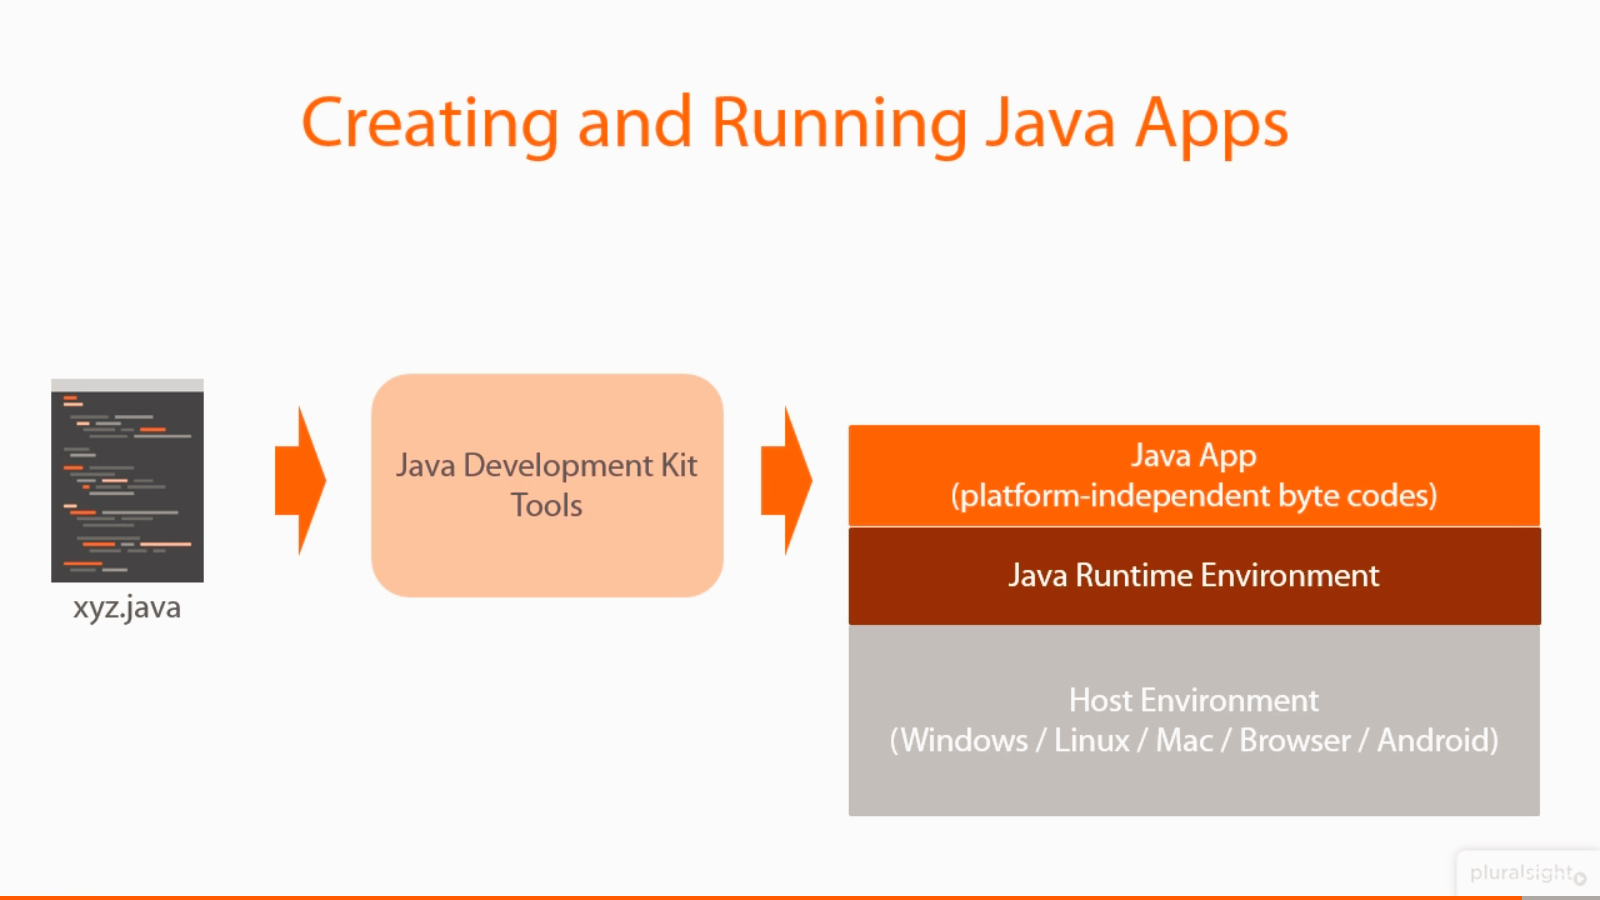 Creating and Running Java Apps
xyz.java
Java Development Kit
Tools
Java App
(platform-independent byte codes)
Java Runtime Environment
Host Environment
(Windows / Linux / Mac / Browser / Android)
pluralsight